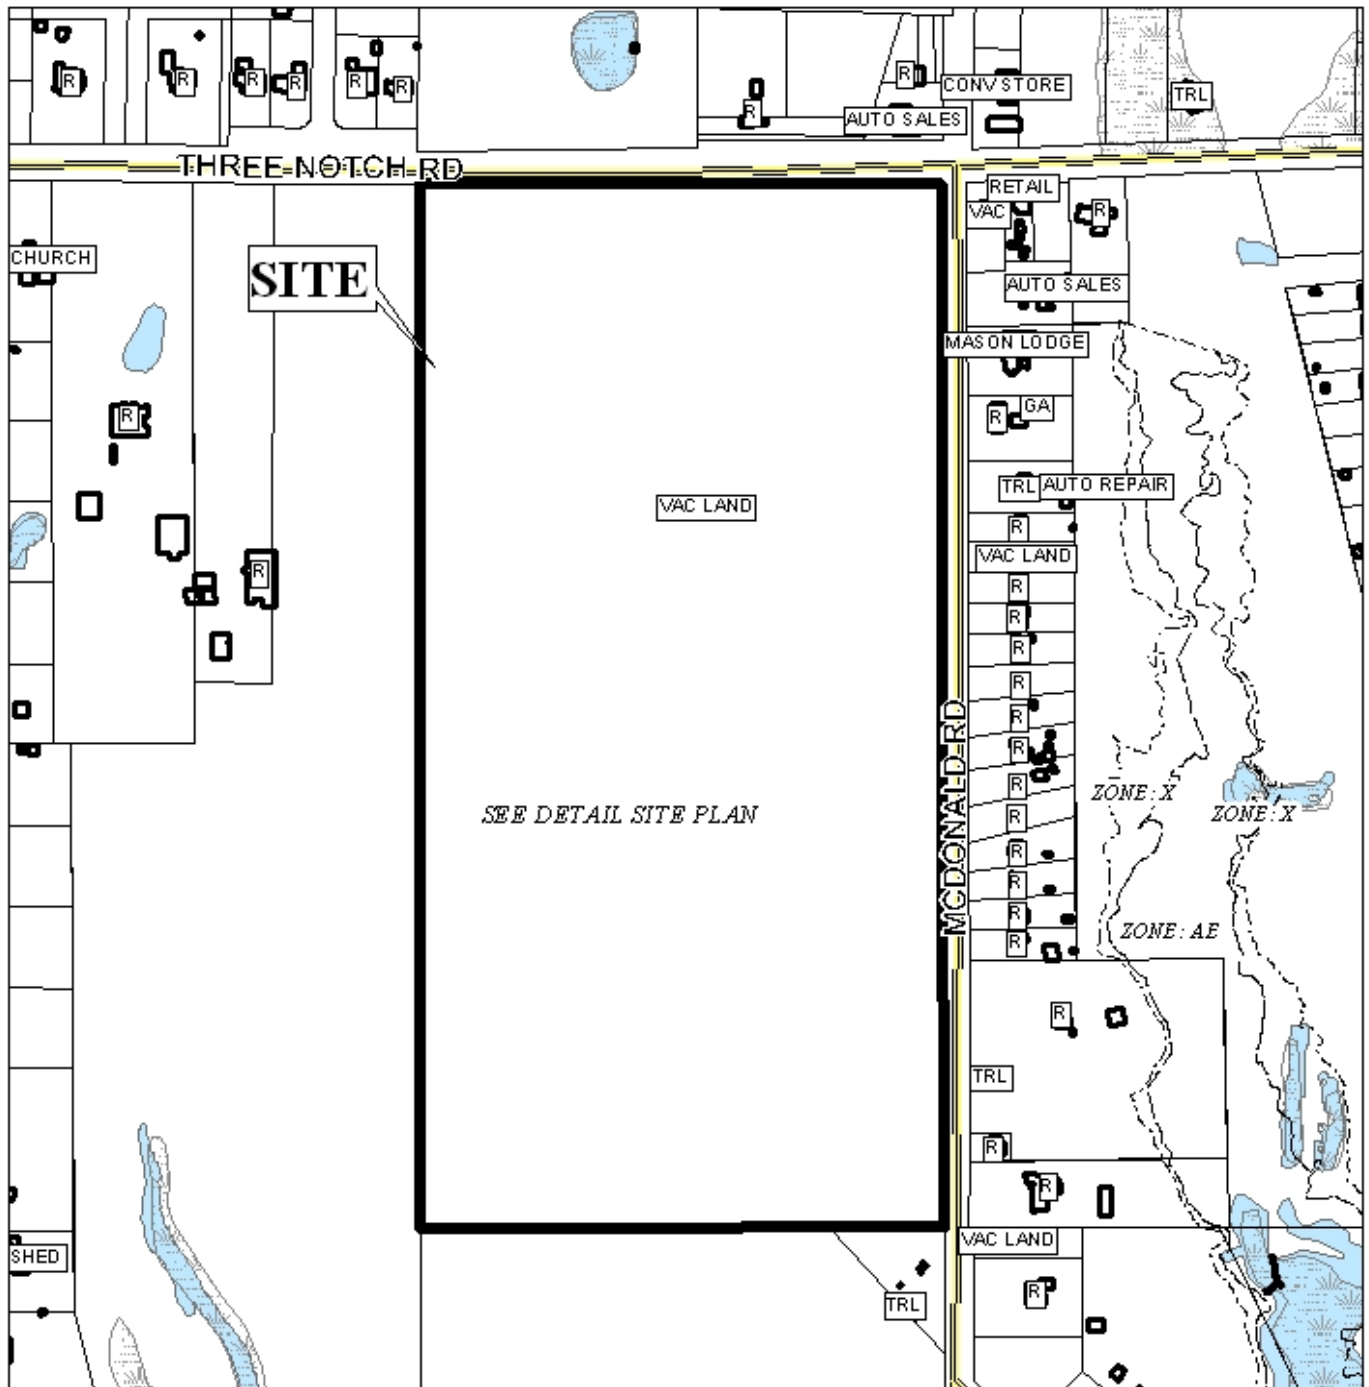 R
R
R
R
R
R
R
R
CONV STORE
AUTO SALES
TRL
THREE NOTCH RD
RETAIL
VAC
R
CHURCH
SITE
AUTO SALES
MASON LODGE
R
GA
R
TRL
AUTO REPAIR
VAC LAND
R
VAC LAND
R
R
R
R
R
R
R
MCDONALD RD
R
ZONE: X
ZONE: X
SEE DETAIL SITE PLAN
R
R
R
R
R
ZONE: AE
R
TRL
R
R
VAC LAND
SHED
R
TRL